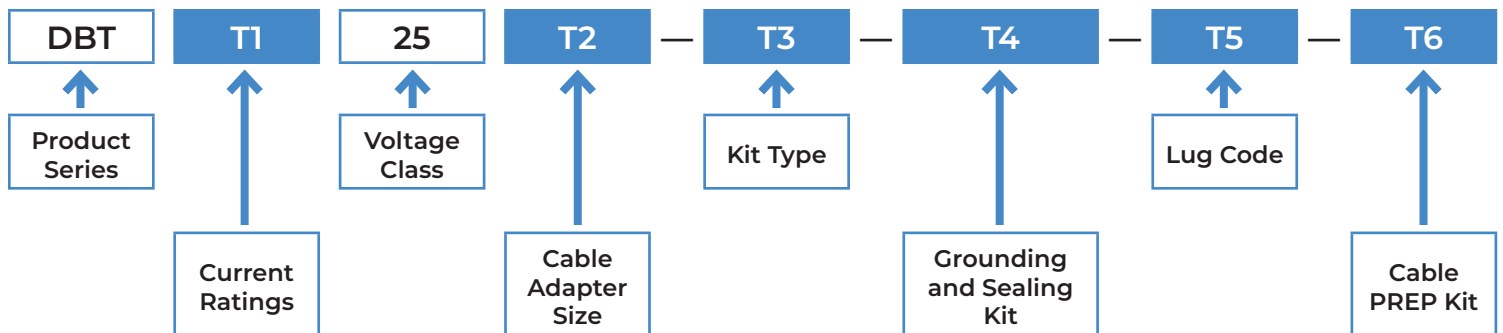 DBT T1 25 T2 — T3 — T4 — T5 — T6
Product
Series
Voltage
Class
Kit Type
Lug Code
Current
Ratings
Cable
Adapter
Size
Grounding
and Sealing
Kit
Cable
PREP Kit